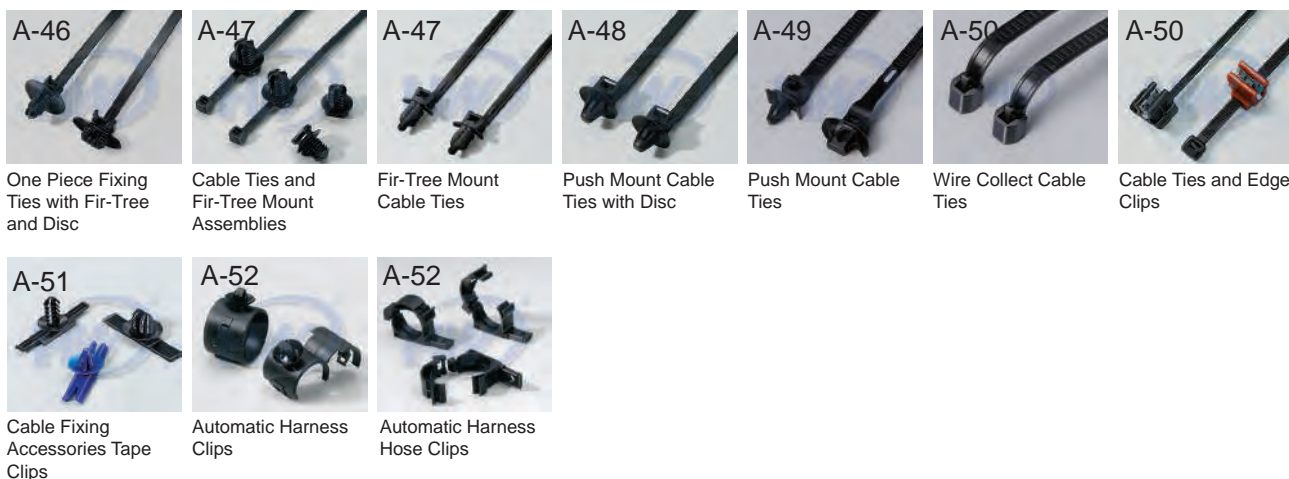 A-46
One Piece Fixing
Ties with Fir-Tree
and Disc
A-47
Cable Ties and
Fir-Tree Mount
Assemblies
A-47
Fir-Tree Mount
Cable Ties
A-48
Push Mount Cable
Ties with Disc
A-49
Push Mount Cable
Ties
A-50
Wire Collect Cable
Ties
A-50
Cable Ties and Edge
Clips
A-51
Cable Fixing
Accessories Tape
Clips
A-52
Automatic Harness
Clips
A-52
Automatic Harness
Hose Clips